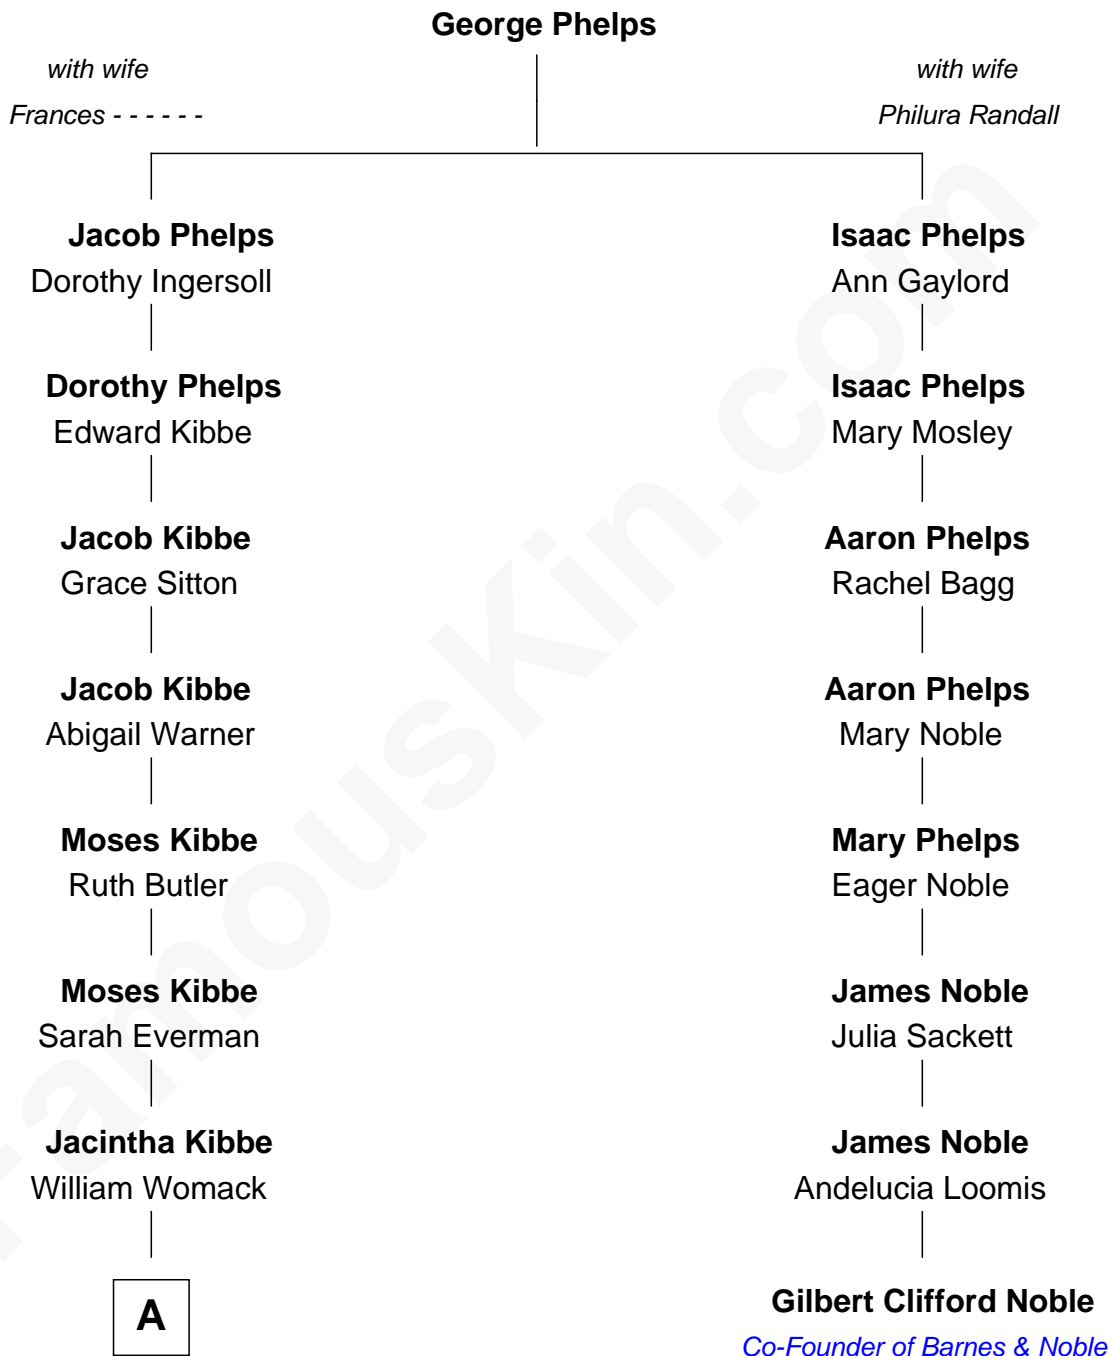 George Phelps
with wife
Frances - - - - - -
with wife
Philura Randall
Jacob Phelps
Dorothy Ingersoll
Dorothy Phelps
Edward Kibbe
Jacob Kibbe
Grace Sitton
Jacob Kibbe
Abigail Warner
Moses Kibbe
Ruth Butler
Moses Kibbe
Sarah Everman
Jacintha Kibbe
William Womack
A
Isaac Phelps
Ann Gaylord
Isaac Phelps
Mary Mosley
Aaron Phelps
Rachel Bagg
Aaron Phelps
Mary Noble
Mary Phelps
Eager Noble
James Noble
Julia Sackett
James Noble
Andelucia Loomis
Gilbert Clifford Noble
Co-Founder of Barnes & Noble
FamousKin.com